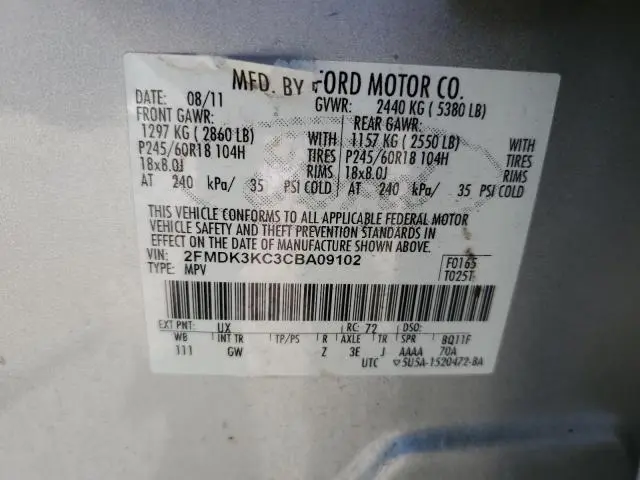 MFD. BY FORD MOTOR CO.
DATE: 08/11 GVWR: 2440 KG ( 5380 LB)
FRONT GAWR: REAR GAWR:
1297 KG ( 2860 LB) WITH 1157 KG ( 2550 LB) WITH
P245/60R18 104H TIRES P245/60R18 104H TIRES
18x8.0J RIMS 18x8.0J RIMS
AT 240 kPa/ 35 PSI COLD AT 240 kPa/ 35 PSI COLD
THIS VEHICLE CONFORMS TO ALL APPLICABLE FEDERAL MOTOR
VEHICLE SAFETY AND THEFT PREVENTION STANDARDS IN
EFFECT ON THE DATE OF MANUFACTURE SHOWN ABOVE.
VIN: 2FMDK3KC3CBA09102 F0165
TYPE: MPV T025T
EXT PNT: UX RC: 72 DSO:
WB INT TR TP/PS R AXLE TR SPR BQ11F
111 GW Z 3E J AAAA 70A
UTC 5U5A-1520472-BA